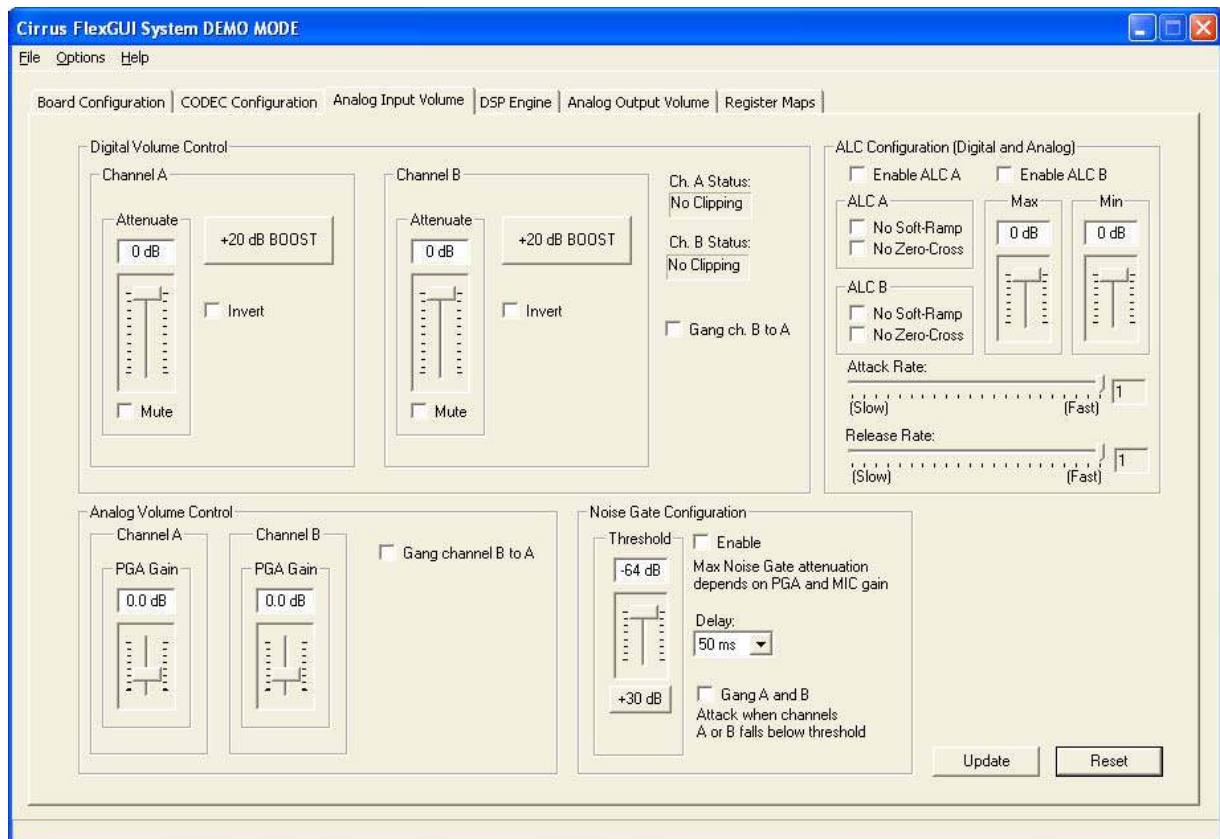 Cirrus FlexGUI System DEMO MODE
File Options Help
Board Configuration CODEC Configuration Analog Input Volume DSP Engine Analog Output Volume Register Maps
Digital Volume Control
Channel A
Attenuate
0 dB
+20 dB BOOST
Invert
Mute
Channel B
Attenuate
0 dB
+20 dB BOOST
Invert
Mute
Ch. A Status:
No Clipping
Ch. B Status:
No Clipping
Gang ch. B to A
ALC Configuration (Digital and Analog)
Enable ALC A Enable ALC B
ALC A
No Soft-Ramp
No Zero-Cross
ALC B
No Soft-Ramp
No Zero-Cross
Max
0 dB
Min
0 dB
Attack Rate:
1
(Slow) (Fast)
Release Rate:
1
(Slow) (Fast)
Analog Volume Control
Channel A
PGA Gain
0.0 dB
Channel B
PGA Gain
0.0 dB
Gang channel B to A
Noise Gate Configuration
Threshold
-64 dB
+30 dB
Enable
Max Noise Gate attenuation
depends on PGA and MIC gain
Delay:
50 ms
Gang A and B
Attack when channels
A or B falls below threshold
Update Reset